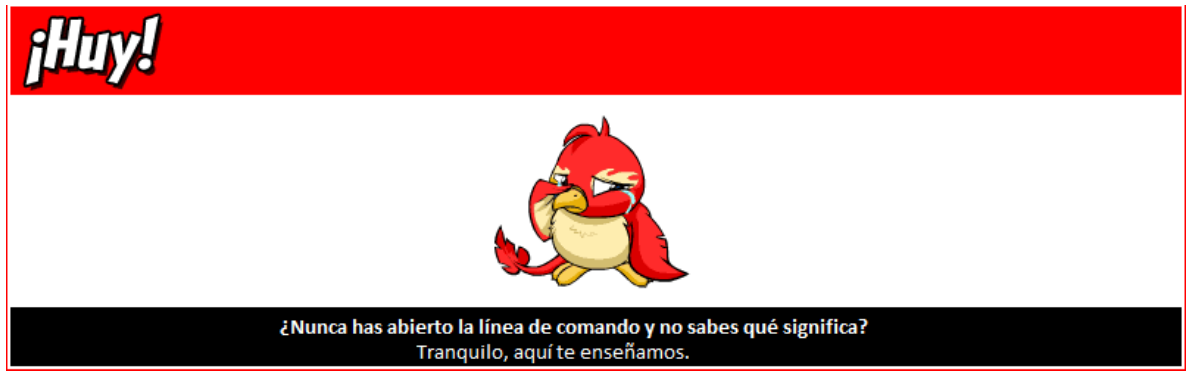 ¡Huy!
¿Nunca has abierto la línea de comando y no sabes qué significa?
Tranquilo, aquí te enseñamos.